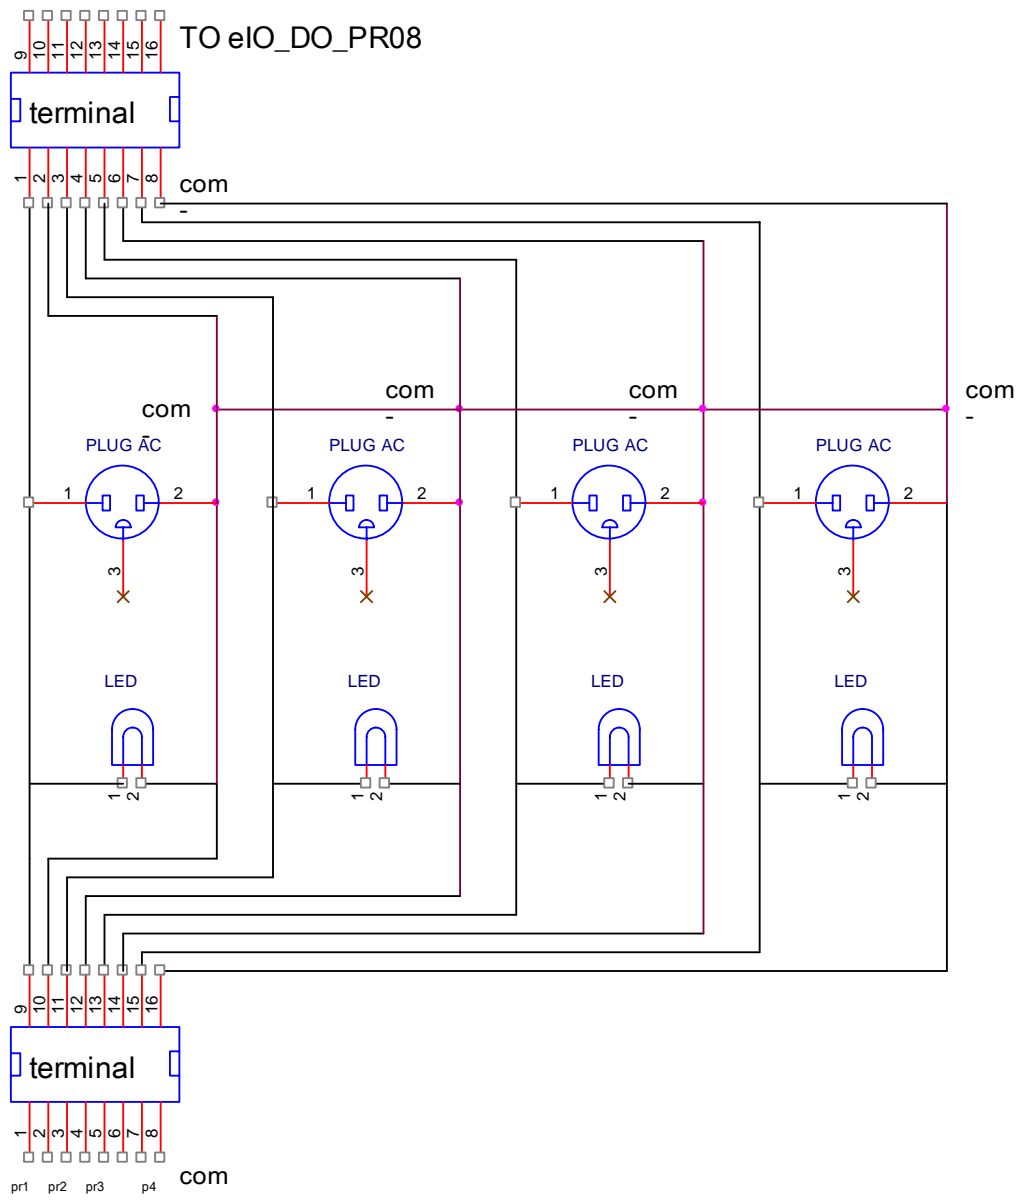 9 10 11 12 13 14 15 16
TO eIO_DO_PR08
terminal
1 2 3 4 5 6 7 8
com
-
com
-
com
-
com
-
com
-
PLUG AC
PLUG AC
PLUG AC
PLUG AC
1 2 1 2 1 2 1 2
3 3 3 3
LED LED LED LED
1 2 1 2 1 2 1 2
9 10 11 12 13 14 15 16
terminal
1 2 3 4 5 6 7 8
com
pr1 pr2 pr3 p4